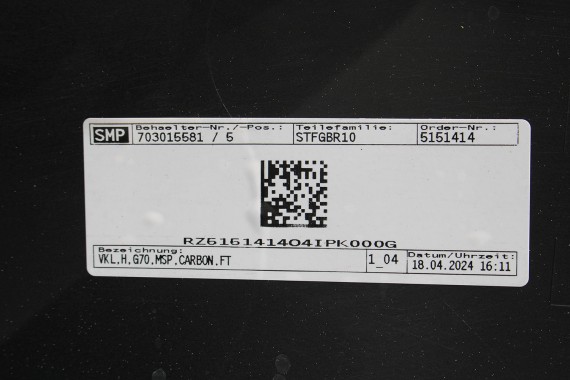 SMP Behaelter-Nr./-Pos.: Teilefamilie: Order-Nr.:
703015581 / 5 STFGBR10 5151414
RZ5151414O4IPK000G
Bezeichnung: Datum/Uhrzeit:
VKL.H.G70.MSP.CARBON.FT 1_04 18.04.2024 16:11